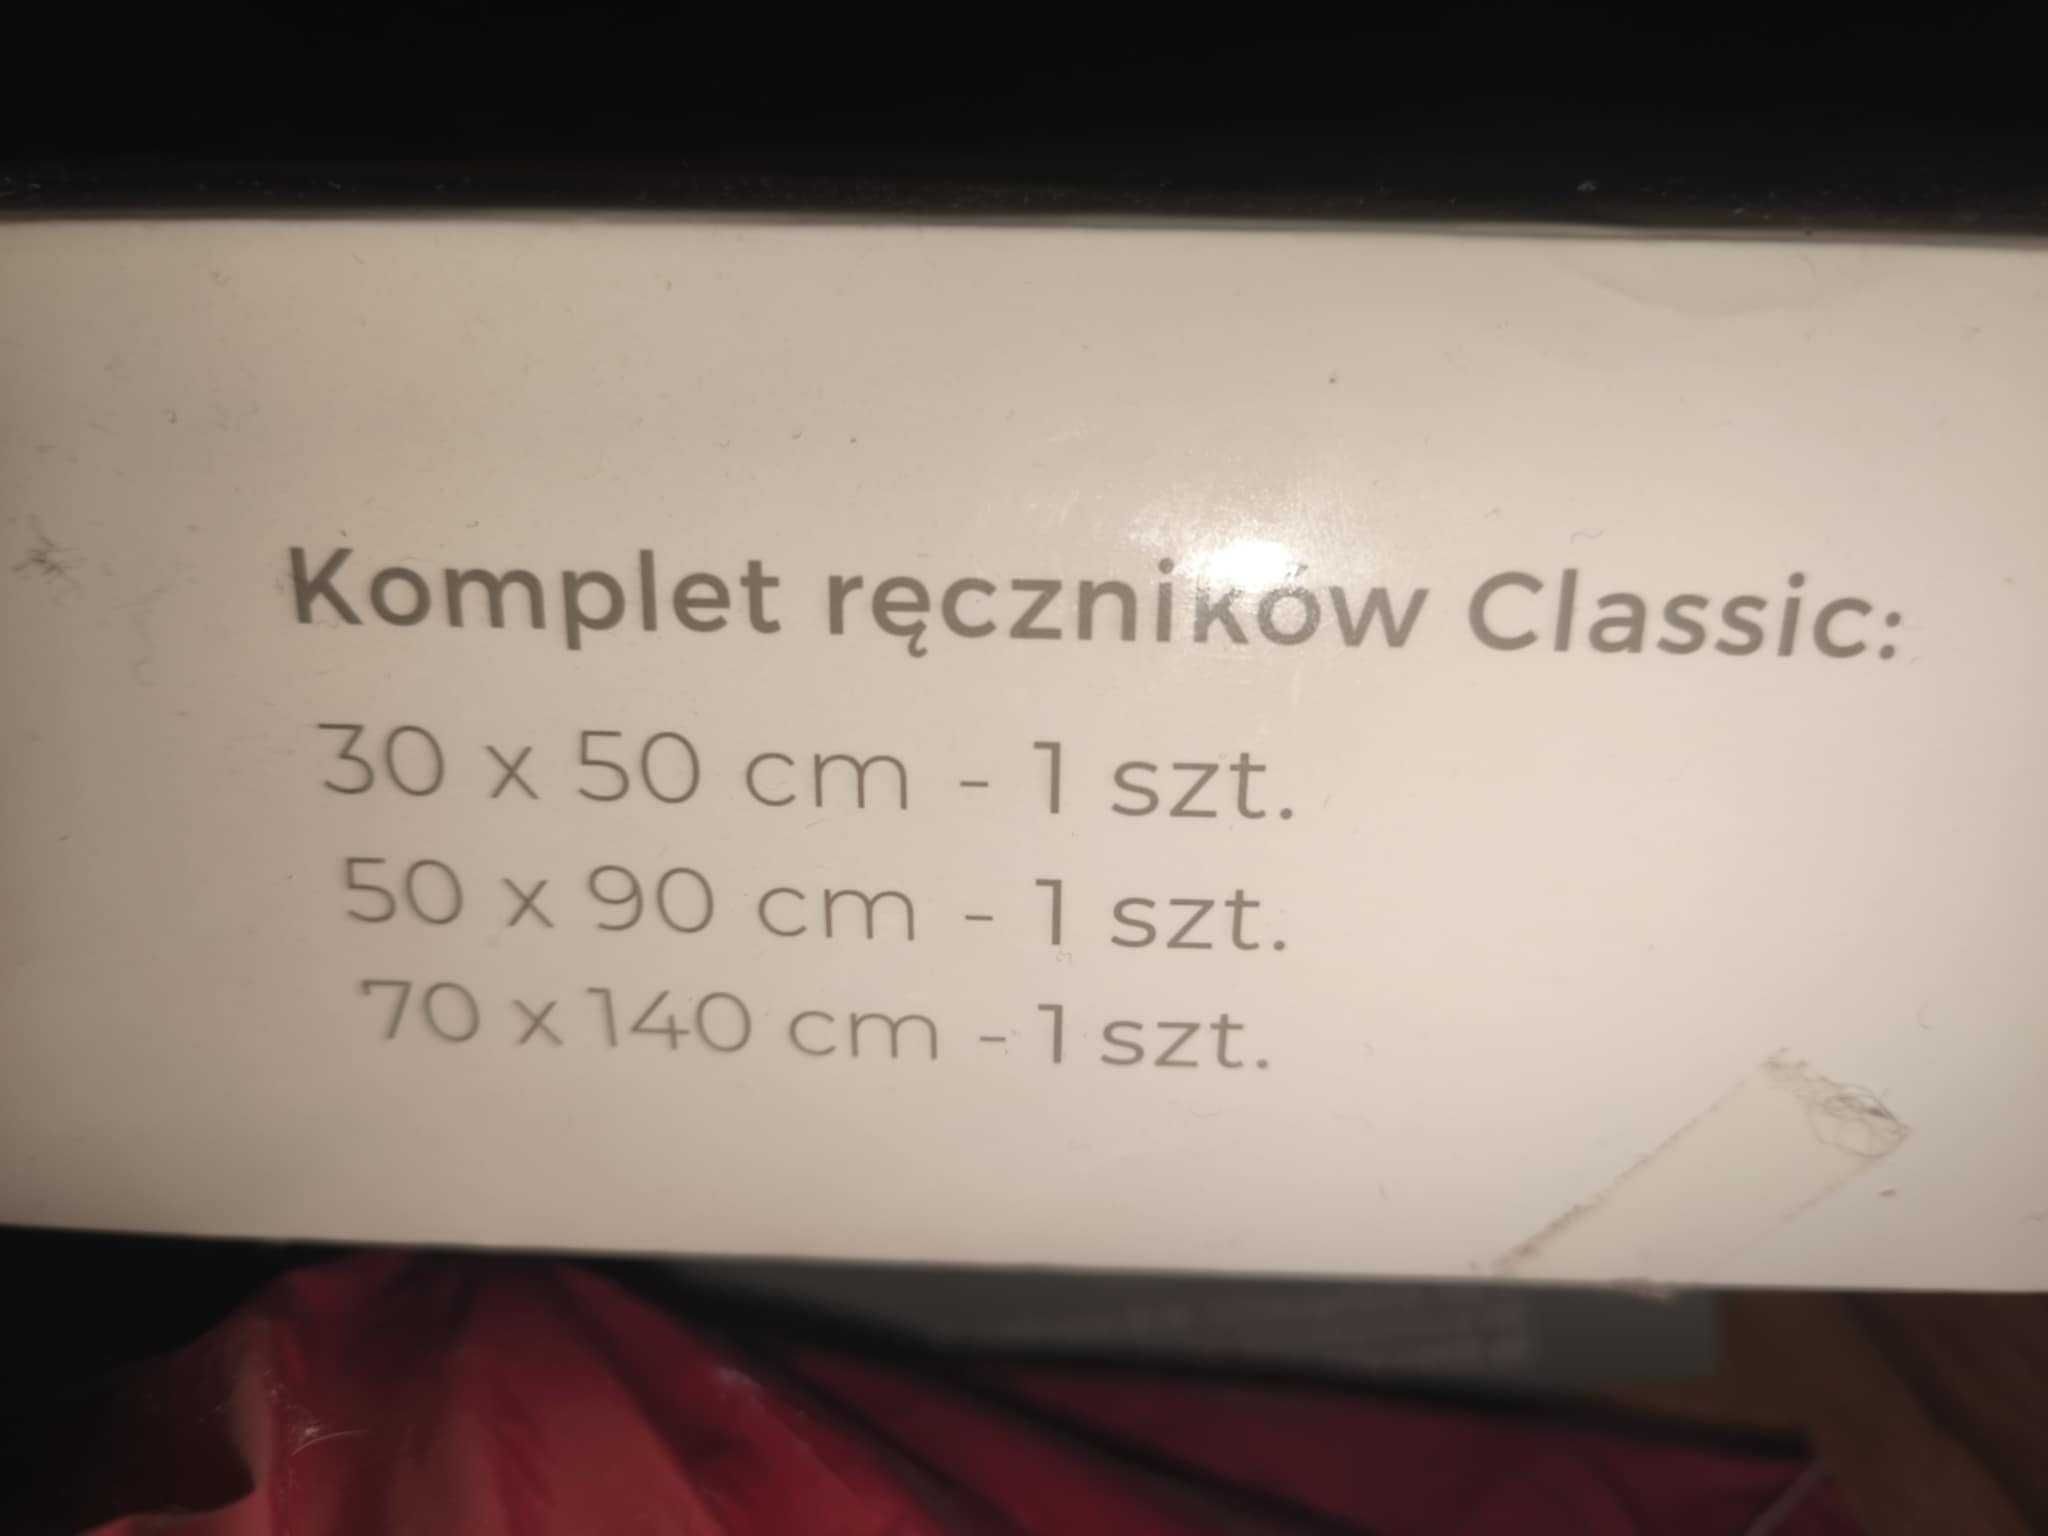 Komplet ręczników Classic:
30 x 50 cm - 1 szt.
50 x 90 cm - 1 szt.
70 x 140 cm - 1 szt.